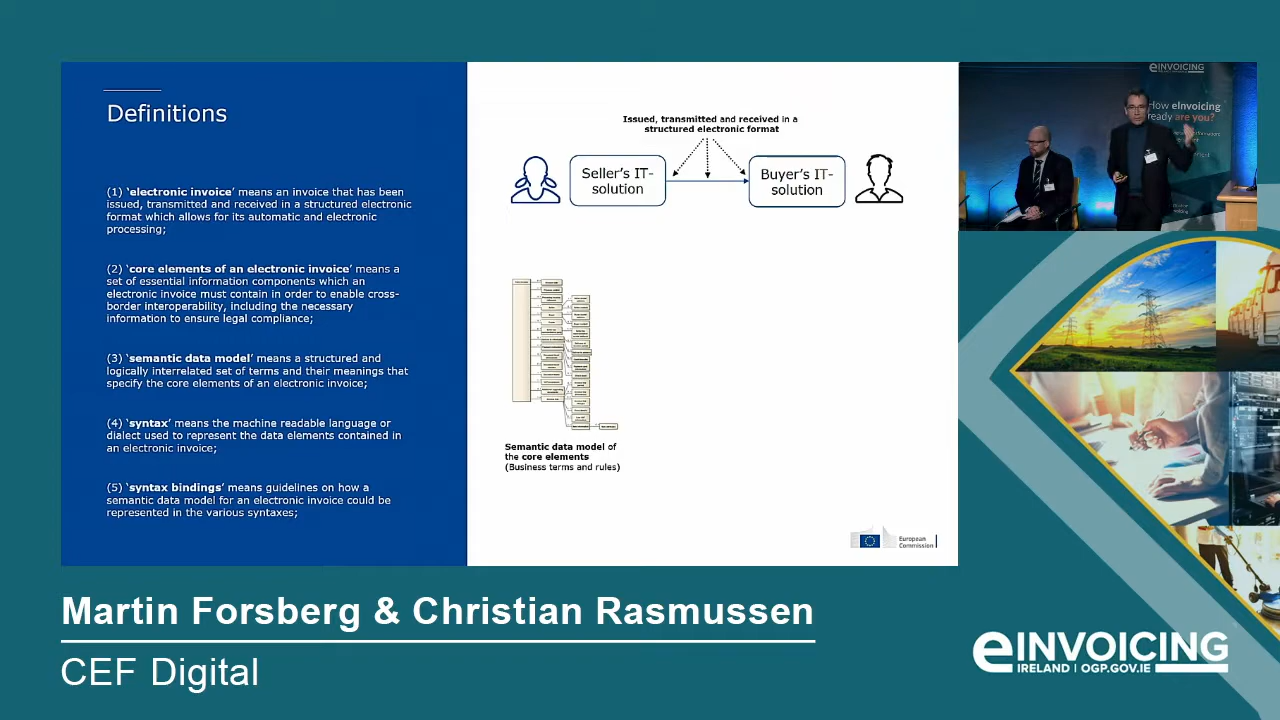 Definitions
(1) ‘electronic invoice’ means an invoice that has been
issued, transmitted and received in a structured electronic
format which allows for its automatic and electronic
processing;
(2) ‘core elements of an electronic invoice’ means a
set of essential information components which an
electronic invoice must contain in order to enable cross-
border interoperability, including the necessary
information to ensure legal compliance;
(3) ‘semantic data model’ means a structured and
logically interrelated set of terms and their meanings that
specify the core elements of an electronic invoice;
(4) ‘syntax’ means the machine readable language or
dialect used to represent the data elements contained in
an electronic invoice;
(5) ‘syntax bindings’ means guidelines on how a
semantic data model for an electronic invoice could be
represented in the various syntaxes;
Issued, transmitted and received in a
structured electronic format
Seller’s IT-
solution
Buyer’s IT-
solution
Semantic data model of
the core elements
(Business terms and rules)
European
Commission
eINVOICING
How eInvoicing
ready are you?
Martin Forsberg & Christian Rasmussen
CEF Digital
eINVOICING
IRELAND | OGP.GOV.IE